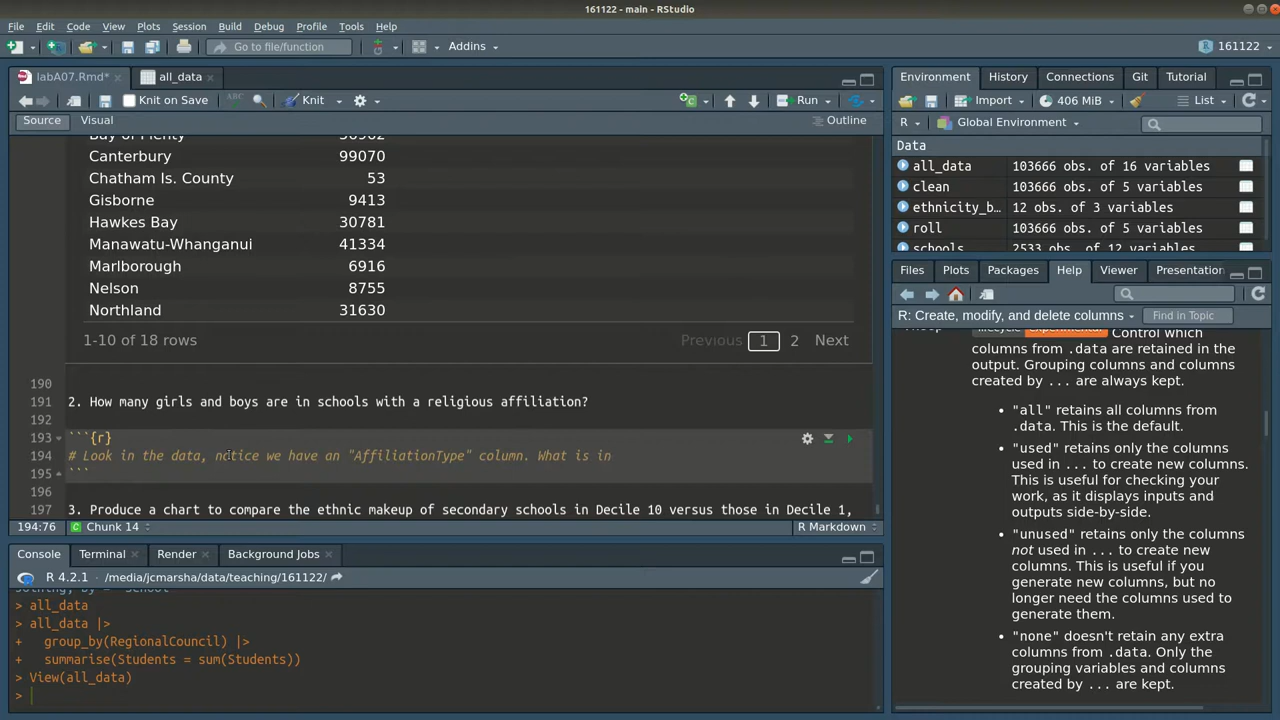 161122 - main - RStudio
File Edit Code View Plots Session Build Debug Profile Tools Help
Go to file/function Addins 161122
labA07.Rmd* all_data
Knit on Save ABC Knit Run
Source Visual Outline
Canterbury 99070
Chatham Is. County 53
Gisborne 9413
Hawkes Bay 30781
Manawatu-Whanganui 41334
Marlborough 6916
Nelson 8755
Northland 31630
1-10 of 18 rows Previous 1 2 Next
190
191 2. How many girls and boys are in schools with a religious affiliation?
192
193 ```{r}
194 # Look in the data, notice we have an "AffiliationType" column. What is in
195 ```
196
197 3. Produce a chart to compare the ethnic makeup of secondary schools in Decile 10 versus those in Decile 1,
194:76 C Chunk 14 R Markdown
Console Terminal Render Background Jobs
R 4.2.1 · /media/jcmarsha/data/teaching/161122/
> all_data
> all_data |>
+ group_by(RegionalCouncil) |>
+ summarise(Students = sum(Students))
> View(all_data)
>
Environment History Connections Git Tutorial
Import 406 MiB List
R Global Environment
Data
all_data 103666 obs. of 16 variables
clean 103666 obs. of 5 variables
ethnicity_b… 12 obs. of 3 variables
roll 103666 obs. of 5 variables
schools 2533 obs. of 12 variables
Files Plots Packages Help Viewer Presentation
R: Create, modify, and delete columns Find in Topic
Control which
columns from .data are retained in the
output. Grouping columns and columns
created by ... are always kept.
• "all" retains all columns from
.data. This is the default.
• "used" retains only the columns
used in ... to create new columns.
This is useful for checking your
work, as it displays inputs and
outputs side-by-side.
• "unused" retains only the columns
not used in ... to create new
columns. This is useful if you
generate new columns, but no
longer need the columns used to
generate them.
• "none" doesn't retain any extra
columns from .data. Only the
grouping variables and columns
created by ... are kept.